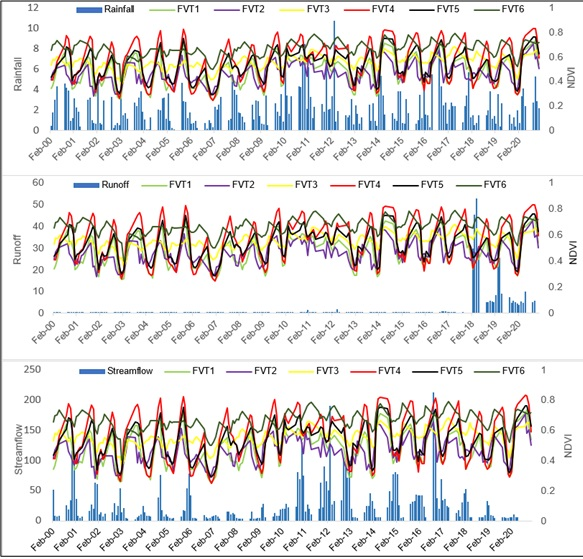 12 Rainfall FVT1 FVT2 FVT3 FVT4 FVT5 FVT6 1
10 0.8
8 0.6
6
4 0.4
2 0.2
0 0
Rainfall
NDVI
Feb-00 Feb-01 Feb-02 Feb-03 Feb-04 Feb-05 Feb-06 Feb-07 Feb-08 Feb-09 Feb-10 Feb-11 Feb-12 Feb-13 Feb-14 Feb-15 Feb-16 Feb-17 Feb-18 Feb-19 Feb-20
60 Runoff FVT1 FVT2 FVT3 FVT4 FVT5 FVT6 1
50 0.8
40 0.6
30
20 0.4
10 0.2
0 0
Runoff
NDVI
Feb-00 Feb-01 Feb-02 Feb-03 Feb-04 Feb-05 Feb-06 Feb-07 Feb-08 Feb-09 Feb-10 Feb-11 Feb-12 Feb-13 Feb-14 Feb-15 Feb-16 Feb-17 Feb-18 Feb-19 Feb-20
250 Streamflow FVT1 FVT2 FVT3 FVT4 FVT5 FVT6 1
200 0.8
150 0.6
100 0.4
50 0.2
0 0
Streamflow
NDVI
Feb-00 Feb-01 Feb-02 Feb-03 Feb-04 Feb-05 Feb-06 Feb-07 Feb-08 Feb-09 Feb-10 Feb-11 Feb-12 Feb-13 Feb-14 Feb-15 Feb-16 Feb-17 Feb-18 Feb-19 Feb-20